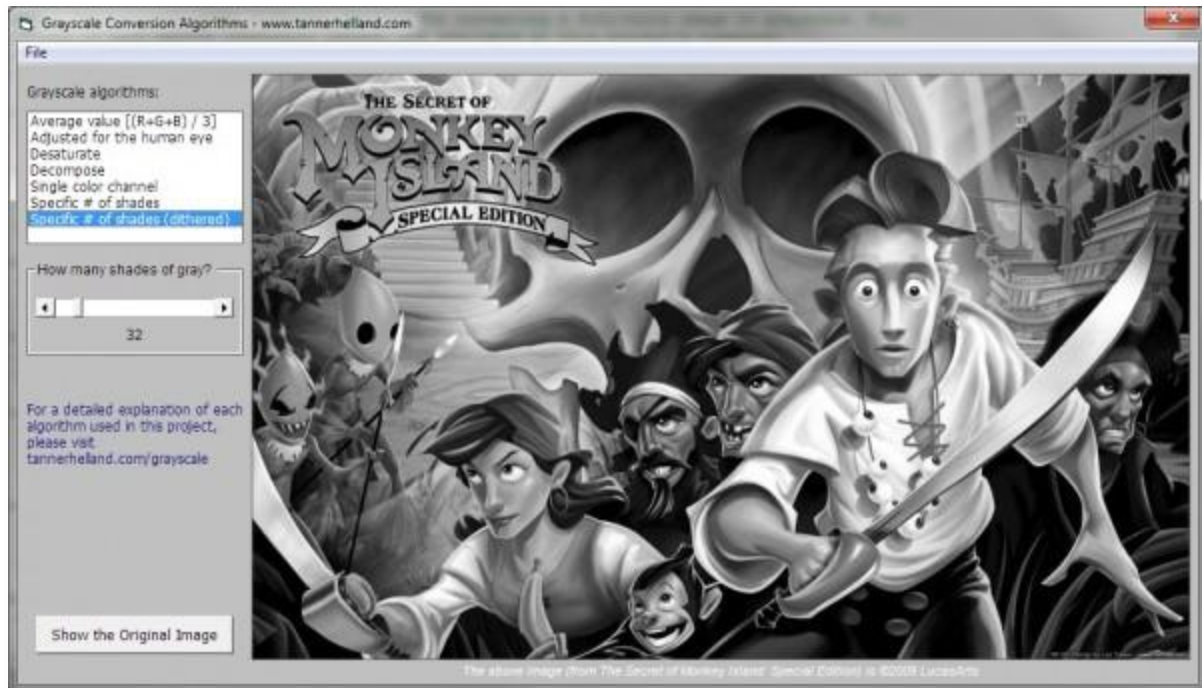 Grayscale Conversion Algorithms - www.tannerhelland.com
File
Grayscale algorithms:
Average value [(R+G+B) / 3]
Adjusted for the human eye
Desaturate
Decompose
Single color channel
Specific # of shades
Specific # of shades (dithered)
How many shades of gray?
32
For a detailed explanation of each
algorithm used in this project,
please visit
tannerhelland.com/grayscale
Show the Original Image
THE SECRET OF
MONKEY
ISLAND
SPECIAL EDITION
The above image (from The Secret of Monkey Island: Special Edition) is ©2009 LucasArts